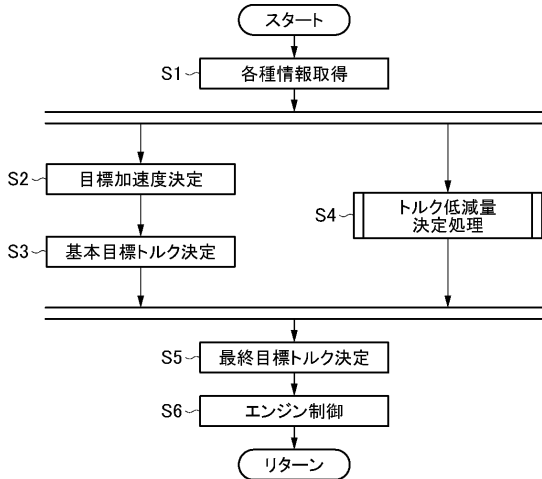 スタート
S1
各種情報取得
S2
目標加速度決定
S3
基本目標トルク決定
S4
トルク低減量
決定処理
S5
最終目標トルク決定
S6
エンジン制御
リターン